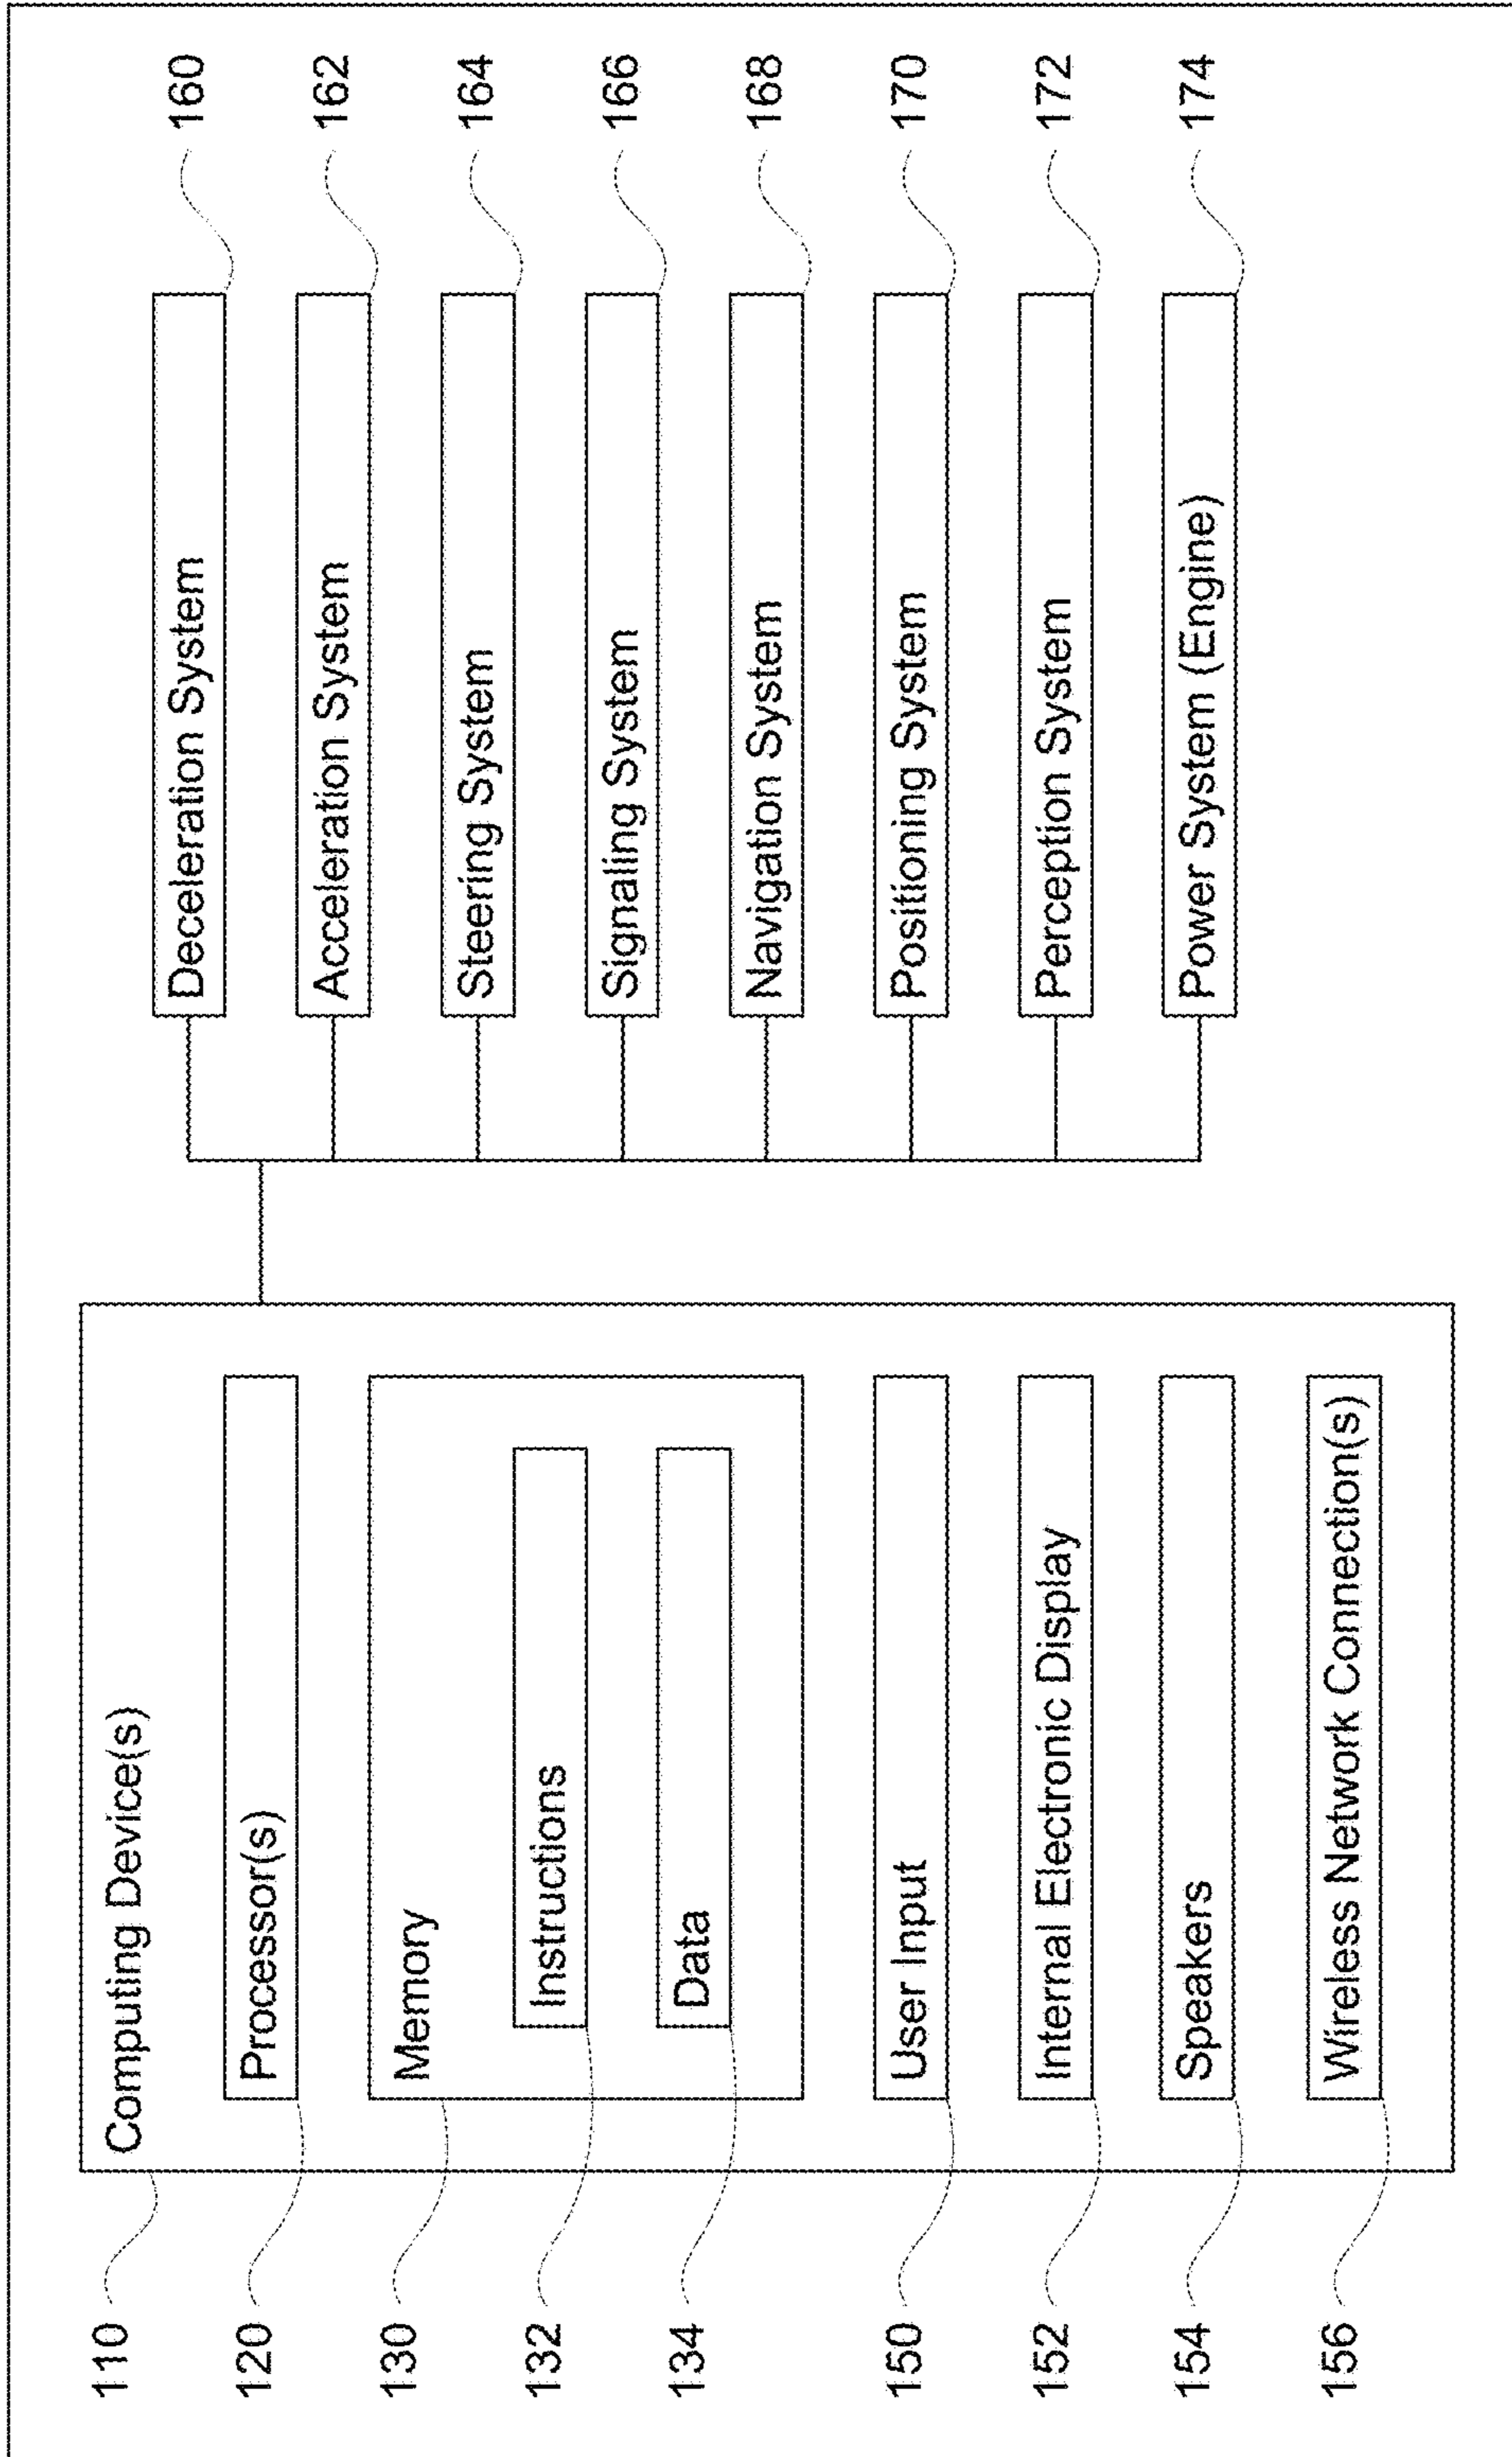 110
Computing Device(s)
120
Processor(s)
130
Memory
132
Instructions
134
Data
150
User Input
152
Internal Electronic Display
154
Speakers
156
Wireless Network Connection(s)
Deceleration System
160
Acceleration System
162
Steering System
164
Signaling System
166
Navigation System
168
Positioning System
170
Perception System
172
Power System (Engine)
174